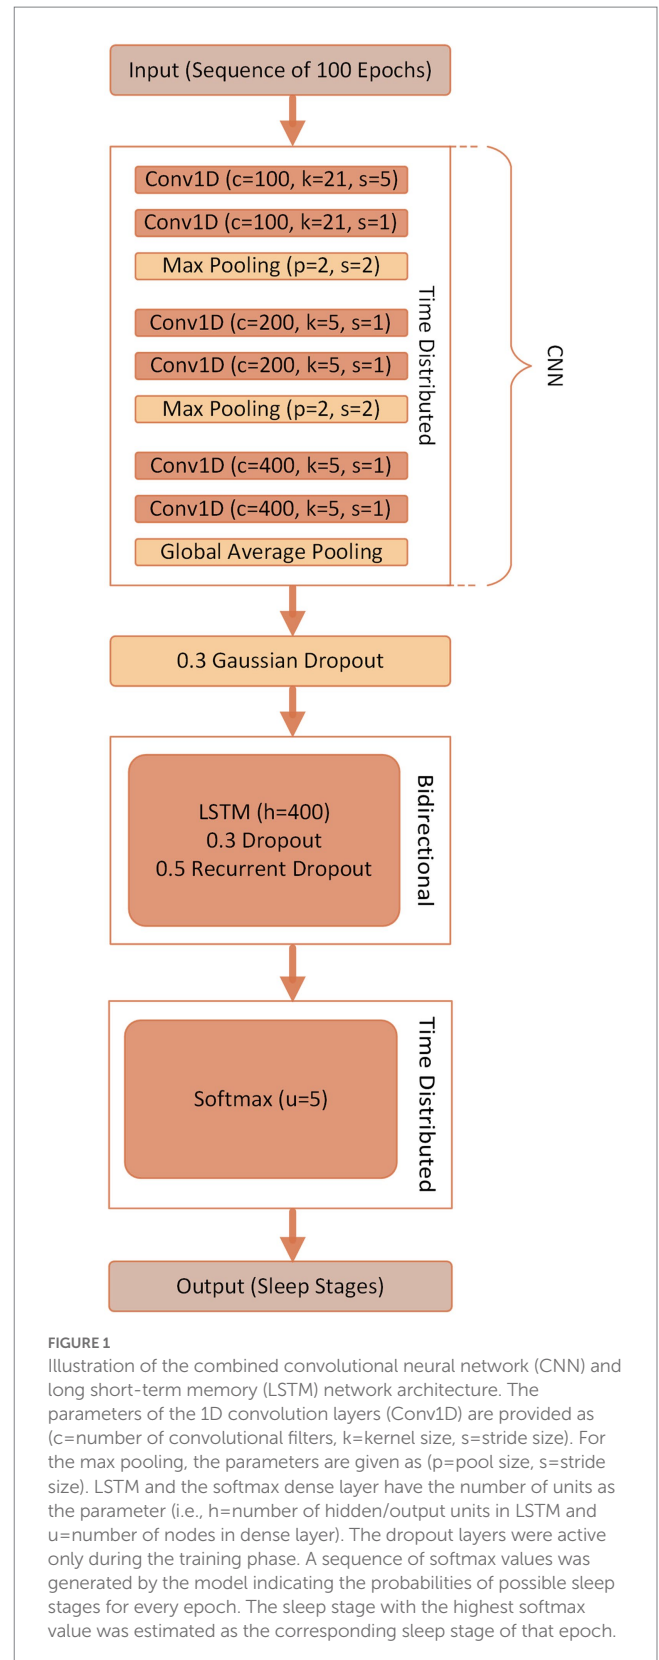 Input (Sequence of 100 Epochs)
Conv1D (c=100, k=21, s=5)
Conv1D (c=100, k=21, s=1)
Max Pooling (p=2, s=2)
Conv1D (c=200, k=5, s=1)
Conv1D (c=200, k=5, s=1)
Max Pooling (p=2, s=2)
Conv1D (c=400, k=5, s=1)
Conv1D (c=400, k=5, s=1)
Global Average Pooling
Time Distributed
CNN
0.3 Gaussian Dropout
LSTM (h=400)
0.3 Dropout
0.5 Recurrent Dropout
Bidirectional
Softmax (u=5)
Time Distributed
Output (Sleep Stages)
FIGURE 1
Illustration of the combined convolutional neural network (CNN) and
long short-term memory (LSTM) network architecture. The
parameters of the 1D convolution layers (Conv1D) are provided as
(c=number of convolutional filters, k=kernel size, s=stride size). For
the max pooling, the parameters are given as (p=pool size, s=stride
size). LSTM and the softmax dense layer have the number of units as
the parameter (i.e., h=number of hidden/output units in LSTM and
u=number of nodes in dense layer). The dropout layers were active
only during the training phase. A sequence of softmax values was
generated by the model indicating the probabilities of possible sleep
stages for every epoch. The sleep stage with the highest softmax
value was estimated as the corresponding sleep stage of that epoch.